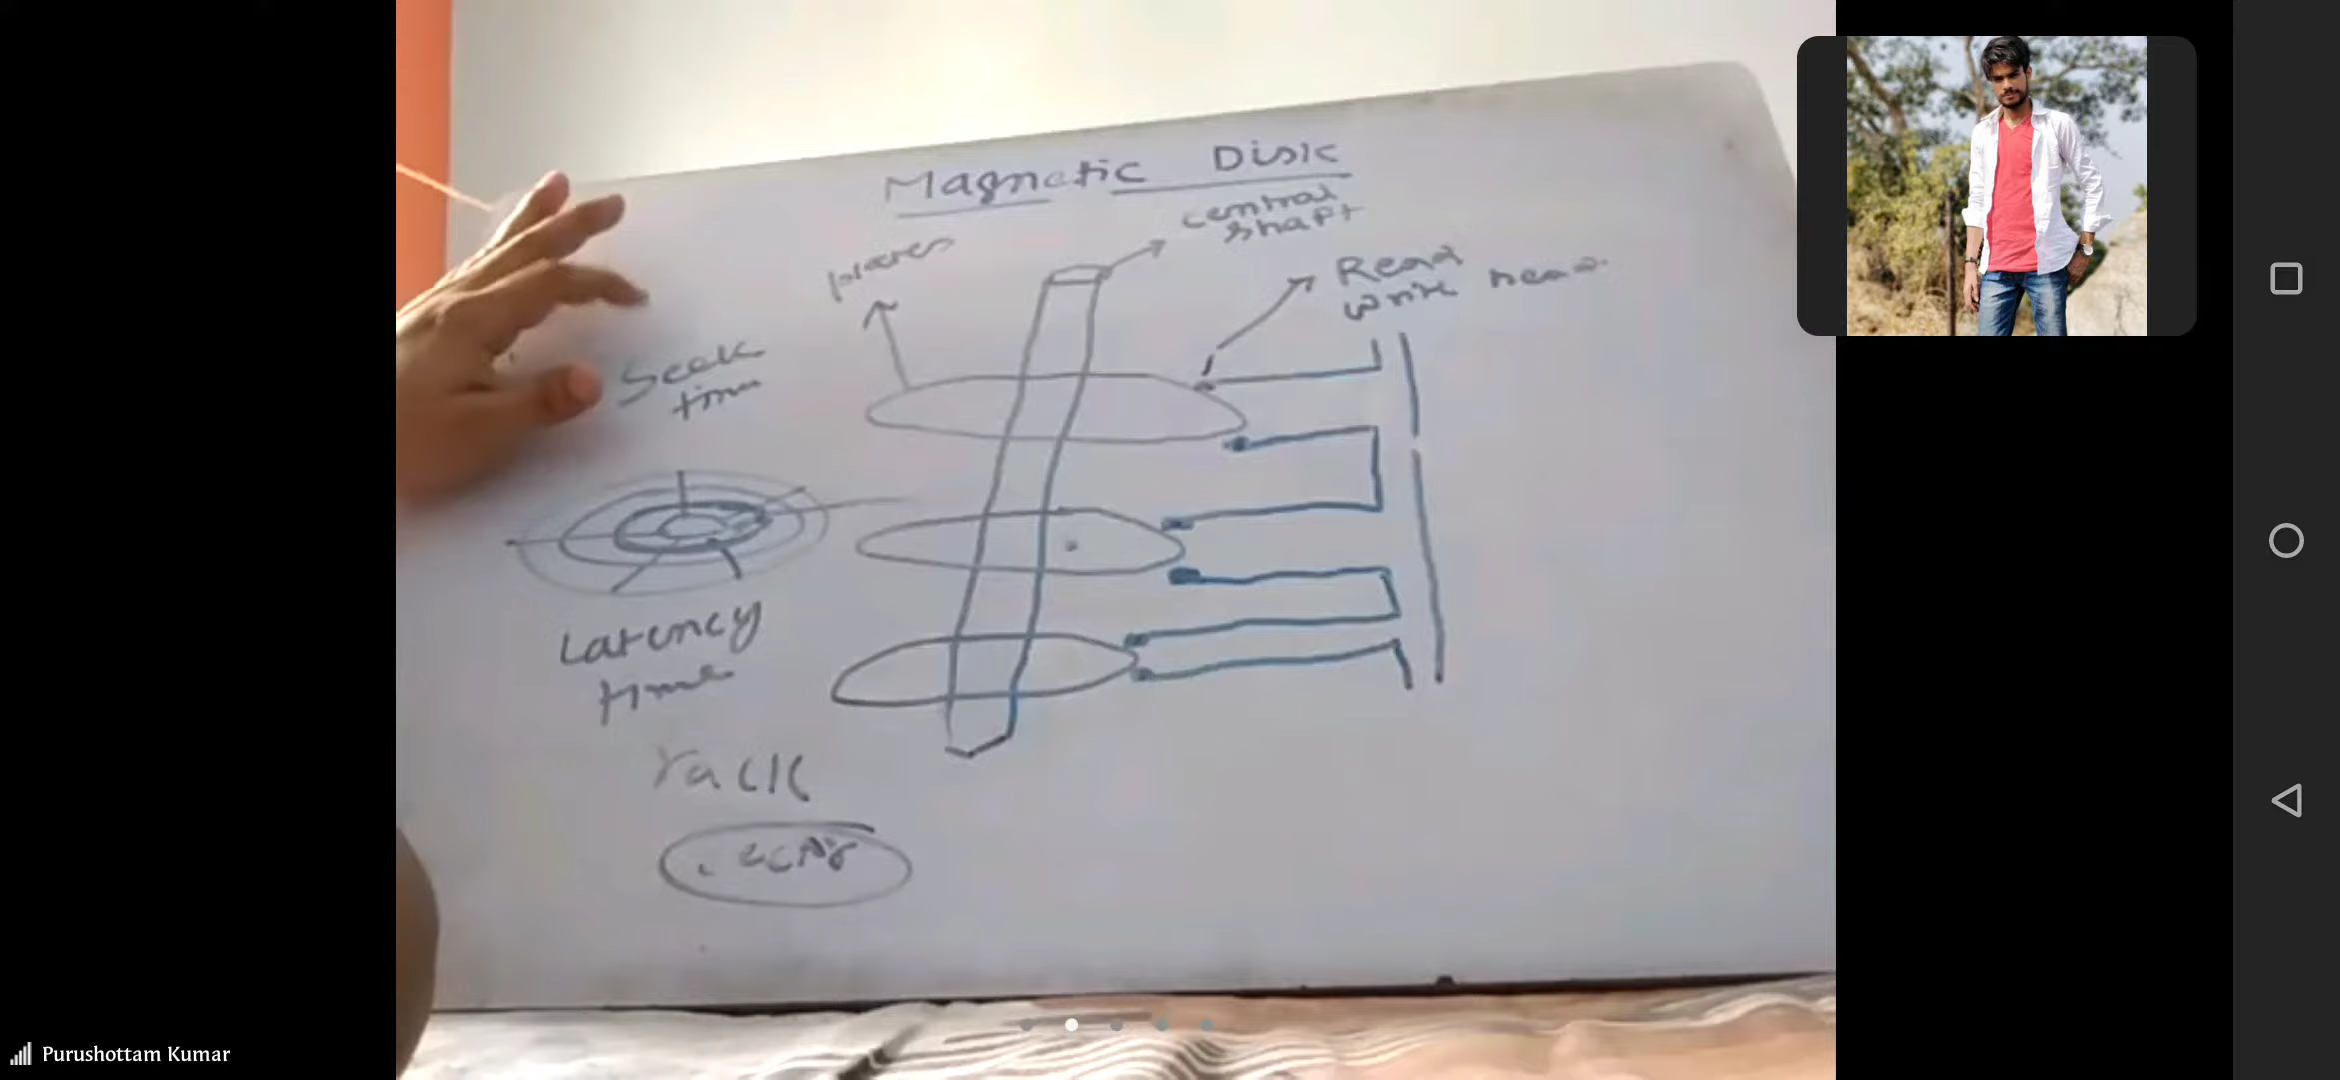 Magnetic Disk
central
shaft
plates
Read
write head
Seek
time
Latency
time
Purushottam Kumar